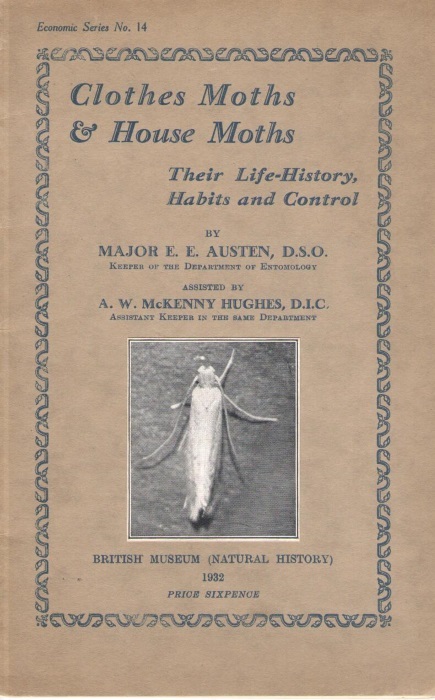 Economic Series No. 14
Clothes Moths
& House Moths
Their Life-History,
Habits and Control
BY
MAJOR E. E. AUSTEN, D.S.O.
KEEPER OF THE DEPARTMENT OF ENTOMOLOGY
ASSISTED BY
A. W. McKENNY HUGHES, D.I.C.
ASSISTANT KEEPER IN THE SAME DEPARTMENT
BRITISH MUSEUM (NATURAL HISTORY)
1932
PRICE SIXPENCE